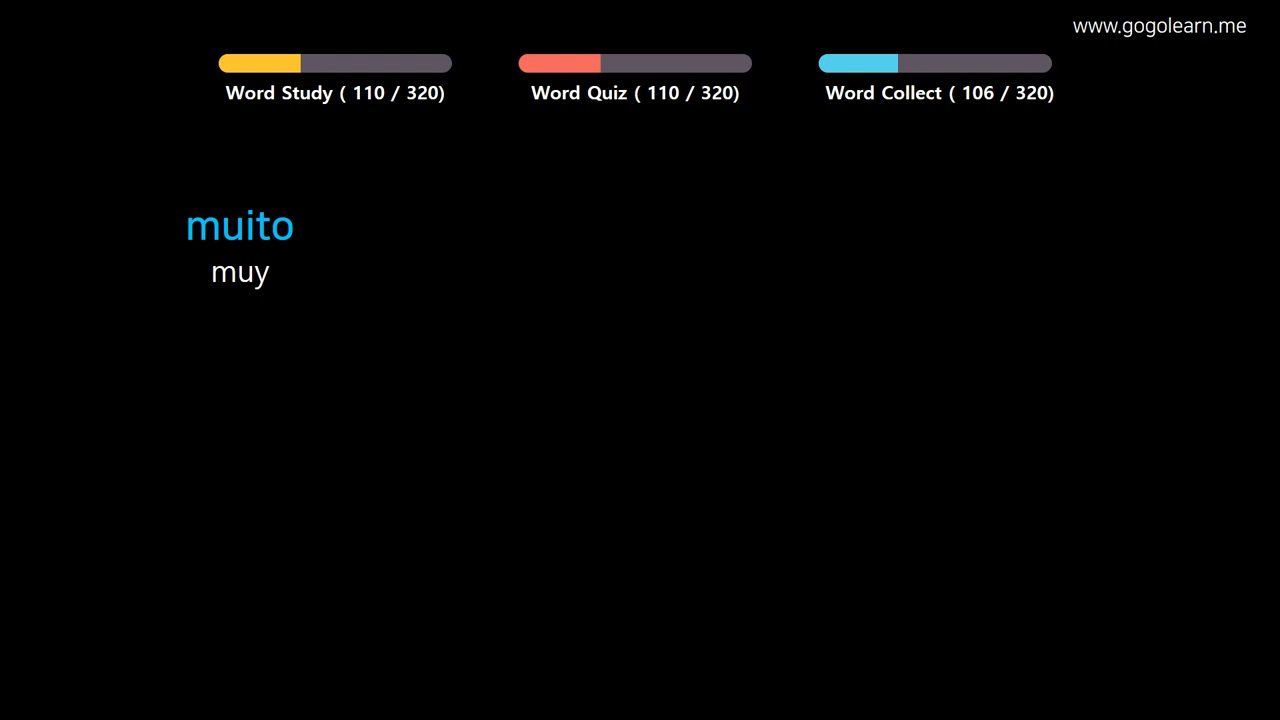 www.gogolearn.me
Word Study ( 110 / 320)
Word Quiz ( 110 / 320)
Word Collect ( 106 / 320)
muito
muy